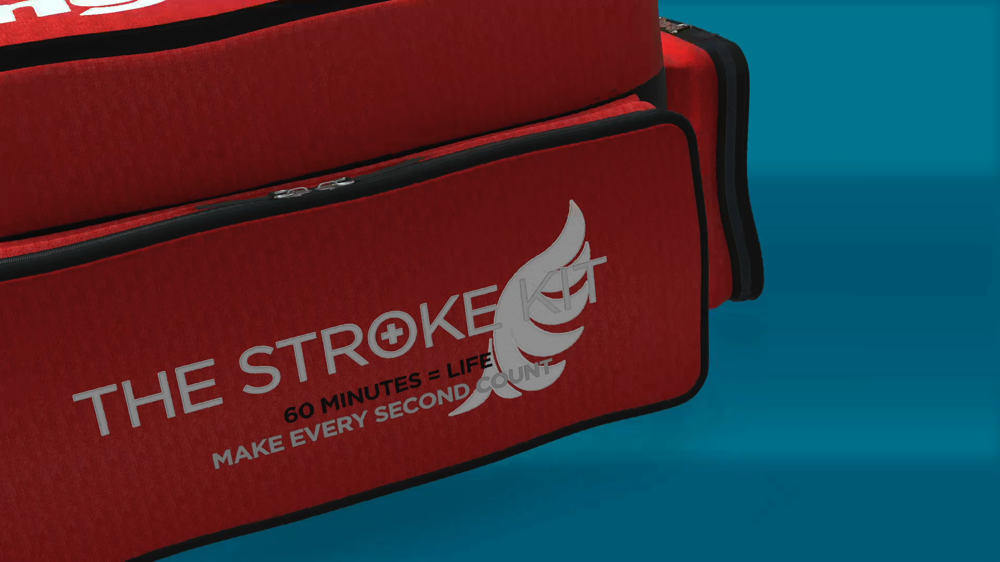 THE STROKE KIT
60 MINUTES = LIFE
MAKE EVERY SECOND COUNT